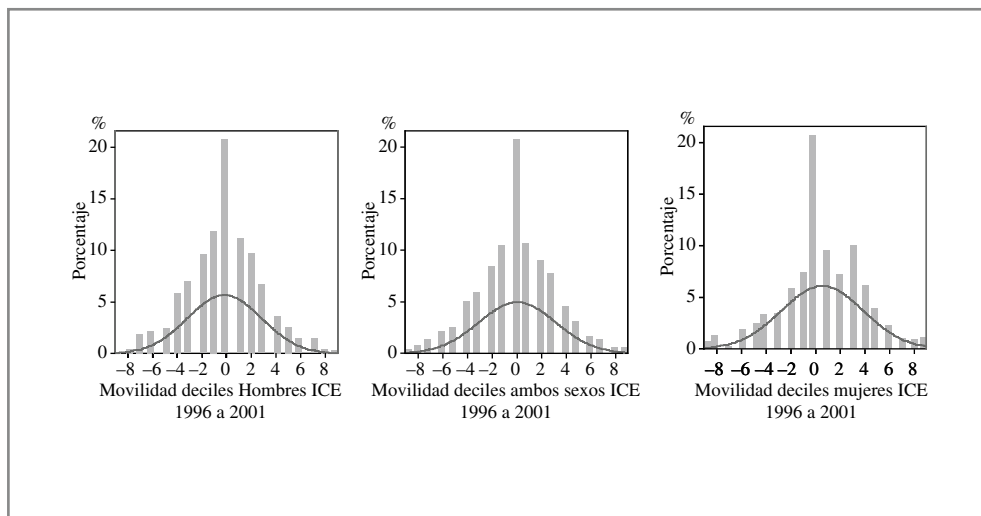 %
20
15
10
5
0
Porcentaje
−8 −6 −4 −2 0 2 4 6 8
Movilidad deciles Hombres ICE
1996 a 2001
%
20
15
10
5
0
Porcentaje
−8 −6 −4 −2 0 2 4 6 8
Movilidad deciles ambos sexos ICE
1996 a 2001
%
20
15
10
5
0
Porcentaje
−8 −6 −4 −2 0 2 4 6 8
Movilidad deciles mujeres ICE
1996 a 2001